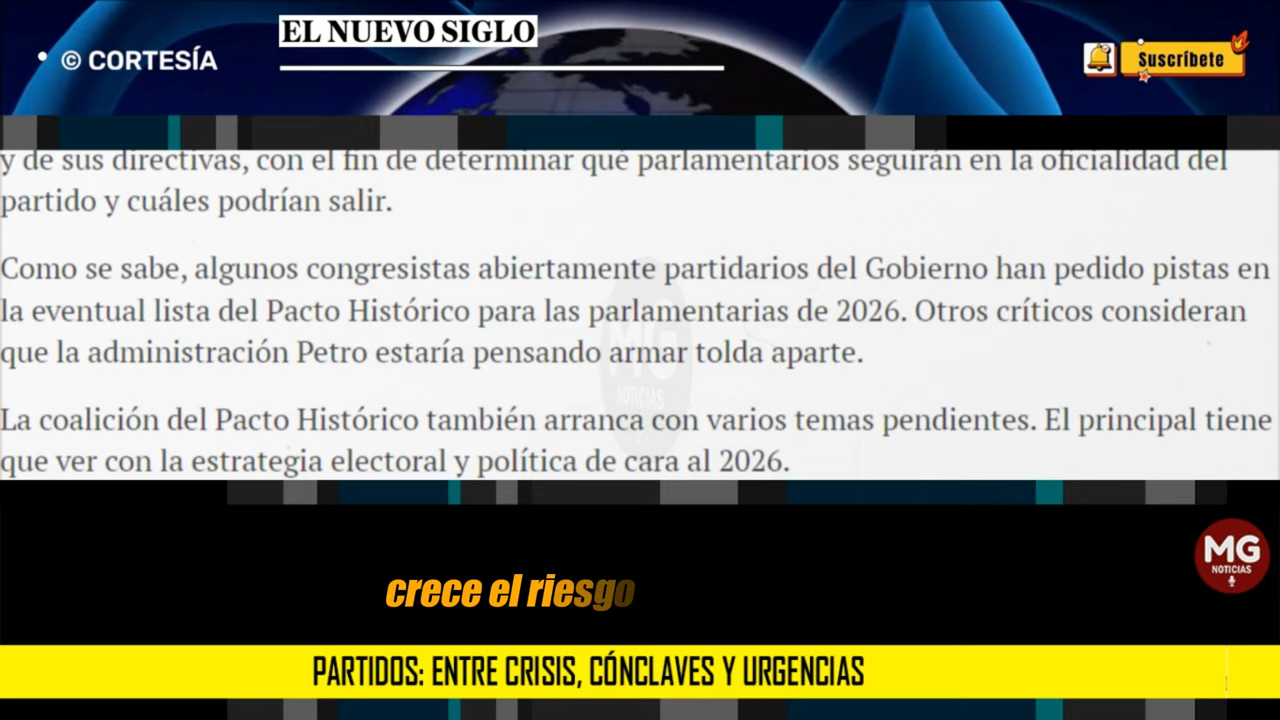 EL NUEVO SIGLO
© CORTESÍA
Suscríbete
y de sus directivas, con el fin de determinar qué parlamentarios seguirán en la oficialidad del
partido y cuáles podrían salir.
Como se sabe, algunos congresistas abiertamente partidarios del Gobierno han pedido pistas en
la eventual lista del Pacto Histórico para las parlamentarias de 2026. Otros críticos consideran
que la administración Petro estaría pensando armar tolda aparte.
La coalición del Pacto Histórico también arranca con varios temas pendientes. El principal tiene
que ver con la estrategia electoral y política de cara al 2026.
MG
NOTICIAS
MG
NOTICIAS
crece el riesgo
PARTIDOS: ENTRE CRISIS, CÓNCLAVES Y URGENCIAS